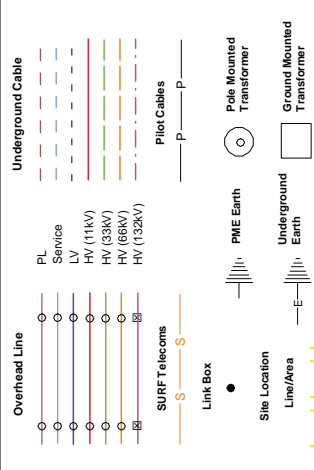 Overhead Line
Underground Cable
PL
Service
LV
HV (11kV)
HV (33kV)
HV (66kV)
HV (132kV)
SURF Telecoms
Pilot Cables
S S
P P
Link Box
PME Earth
Pole Mounted
Transformer
Site Location
Line/Area
Underground
Earth
E
Ground Mounted
Transformer